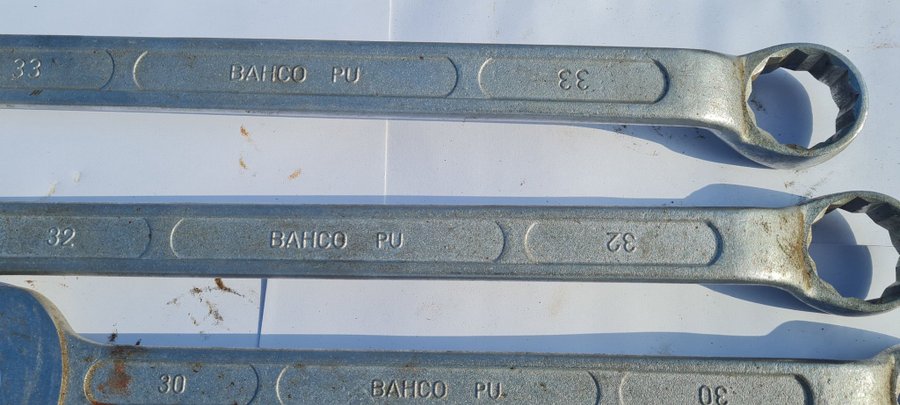 33 BAHCO PU 33
32 BAHCO PU 32
30 BAHCO PU 30